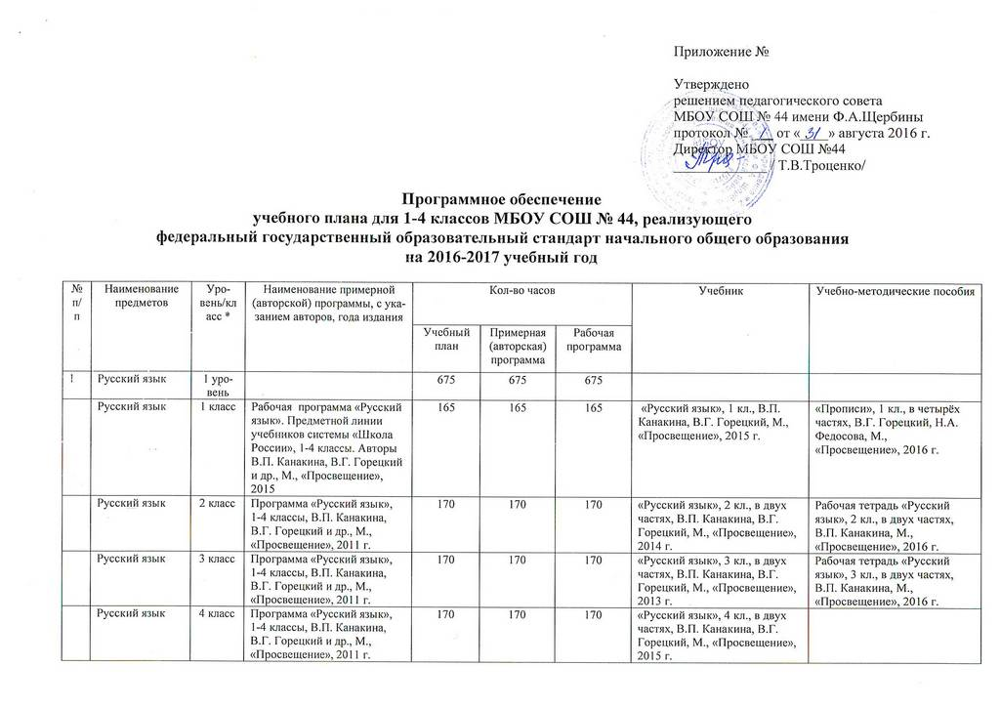 Приложение №
Утверждено
решением педагогического совета
МБОУ СОШ № 44 имени Ф.А.Щербины
протокол № 1 от « 31 » августа 2016 г.
Директор МБОУ СОШ №44
/ Т.В.Троценко/
Программное обеспечение
учебного плана для 1-4 классов МБОУ СОШ № 44, реализующего
федеральный государственный образовательный стандарт начального общего образования
на 2016-2017 учебный год
№
п/
п
Наименование
предметов
Уро-
вень/кл
асс *
Наименование примерной
(авторской) программы, с ука-
занием авторов, года издания
Кол-во часов
Учебник
Учебно-методические пособия
Учебный
план
Примерная
(авторская)
программа
Рабочая
программа
1
Русский язык
1 уро-
вень
675
675
675
Русский язык
1 класс
Рабочая программа «Русский
язык». Предметной линии
учебников системы «Школа
России», 1-4 классы. Авторы
В.П. Канакина, В.Г. Горецкий
и др., М., «Просвещение»,
2015
165
165
165
«Русский язык», 1 кл., В.П.
Канакина, В.Г. Горецкий, М.,
«Просвещение», 2015 г.
«Прописи», 1 кл., в четырёх
частях, В.Г. Горецкий, Н.А.
Федосова, М.,
«Просвещение», 2016 г.
Русский язык
2 класс
Программа «Русский язык»,
1-4 классы, В.П. Канакина,
В.Г. Горецкий и др., М.,
«Просвещение», 2011 г.
170
170
170
«Русский язык», 2 кл., в двух
частях, В.П. Канакина, В.Г.
Горецкий, М., «Просвещение»,
2014 г.
Рабочая тетрадь «Русский
язык», 2 кл., в двух частях,
В.П. Канакина, М.,
«Просвещение», 2016 г.
Русский язык
3 класс
Программа «Русский язык»,
1-4 классы, В.П. Канакина,
В.Г. Горецкий и др., М.,
«Просвещение», 2011 г.
170
170
170
«Русский язык», 3 кл., в двух
частях, В.П. Канакина, В.Г.
Горецкий, М., «Просвещение»,
2013 г.
Рабочая тетрадь «Русский
язык», 3 кл., в двух частях,
В.П. Канакина, М.,
«Просвещение», 2016 г.
Русский язык
4 класс
Программа «Русский язык»,
1-4 классы, В.П. Канакина,
В.Г. Горецкий и др., М.,
«Просвещение», 2011 г.
170
170
170
«Русский язык», 4 кл., в двух
частях, В.П. Канакина, В.Г.
Горецкий, М., «Просвещение»,
2015 г.